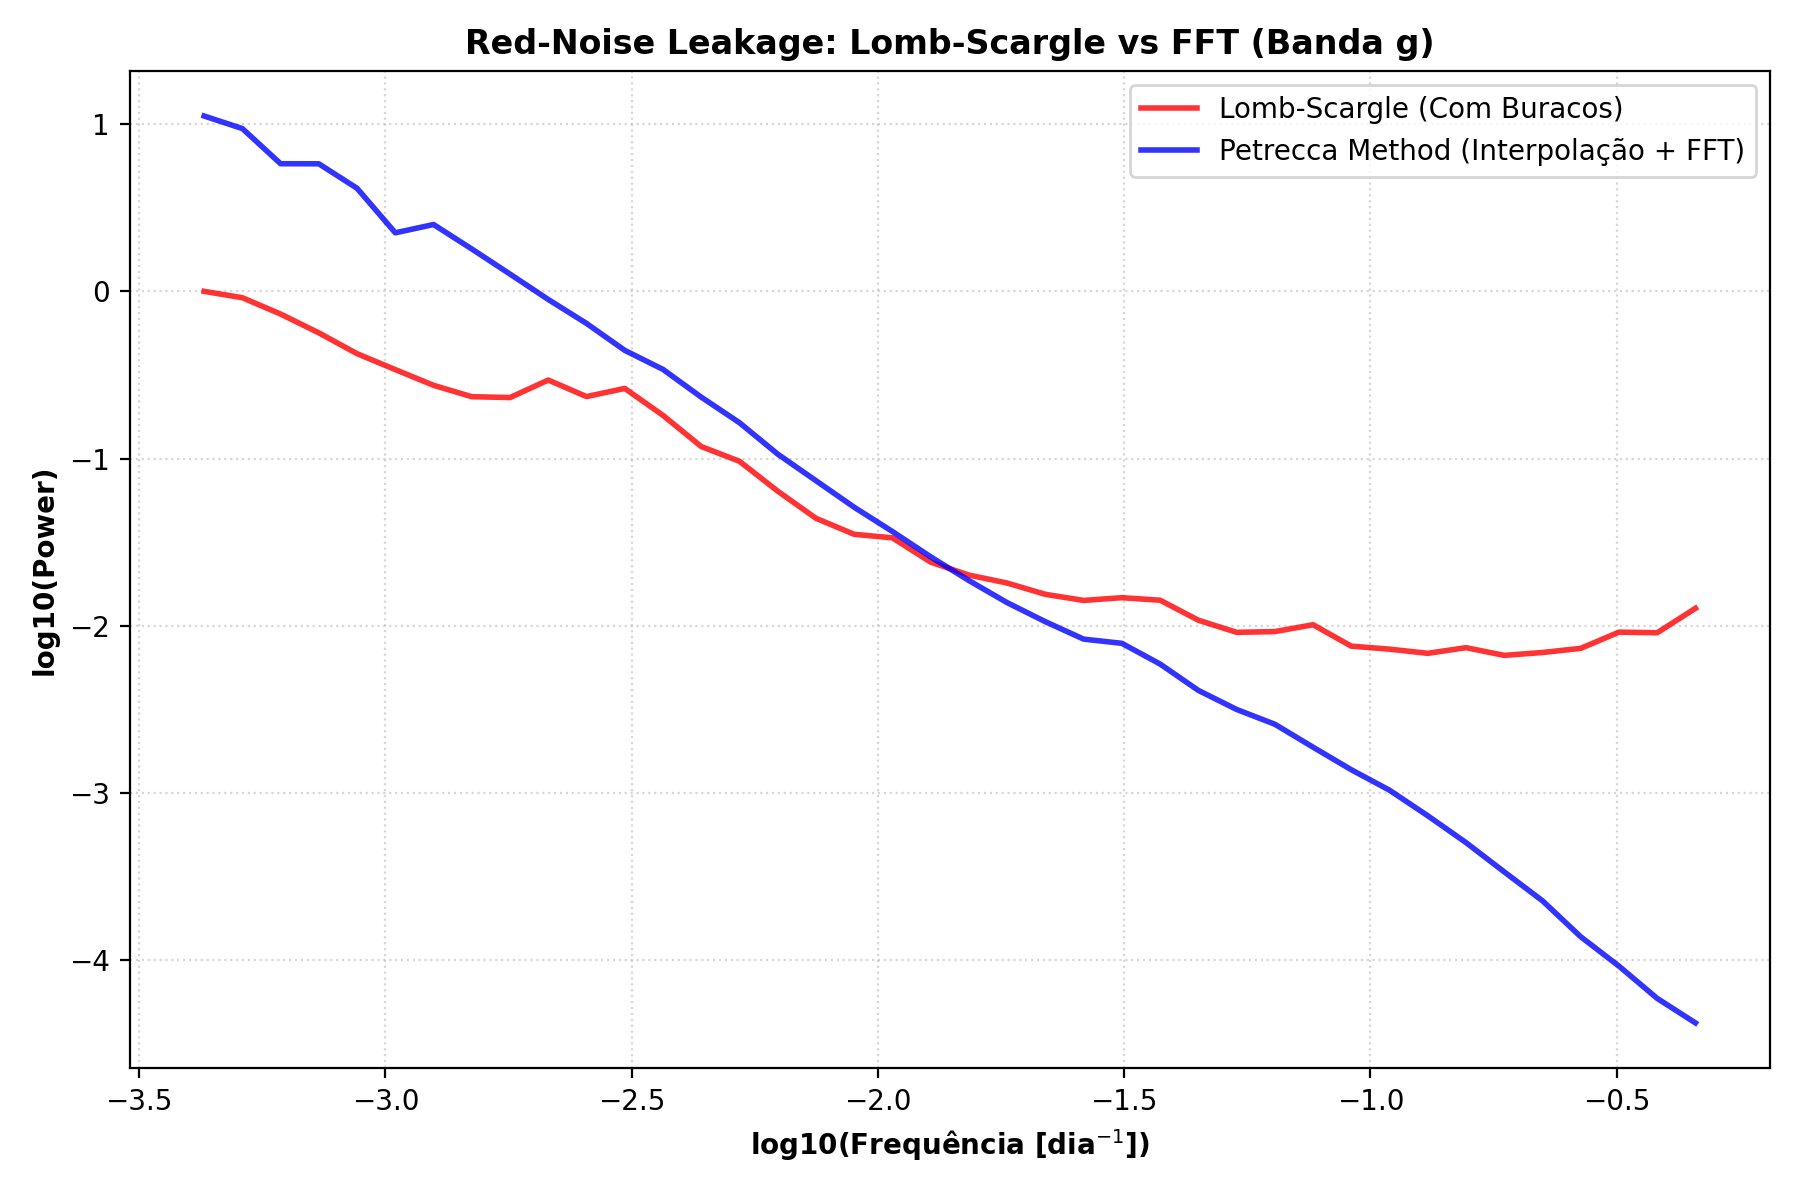 Red-Noise Leakage: Lomb-Scargle vs FFT (Banda g)
Lomb-Scargle (Com Buracos)
Petrecca Method (Interpolação + FFT)
log10(Power)
1
0
−1
−2
−3
−4
−3.5 −3.0 −2.5 −2.0 −1.5 −1.0 −0.5
log10(Frequência [dia⁻¹])